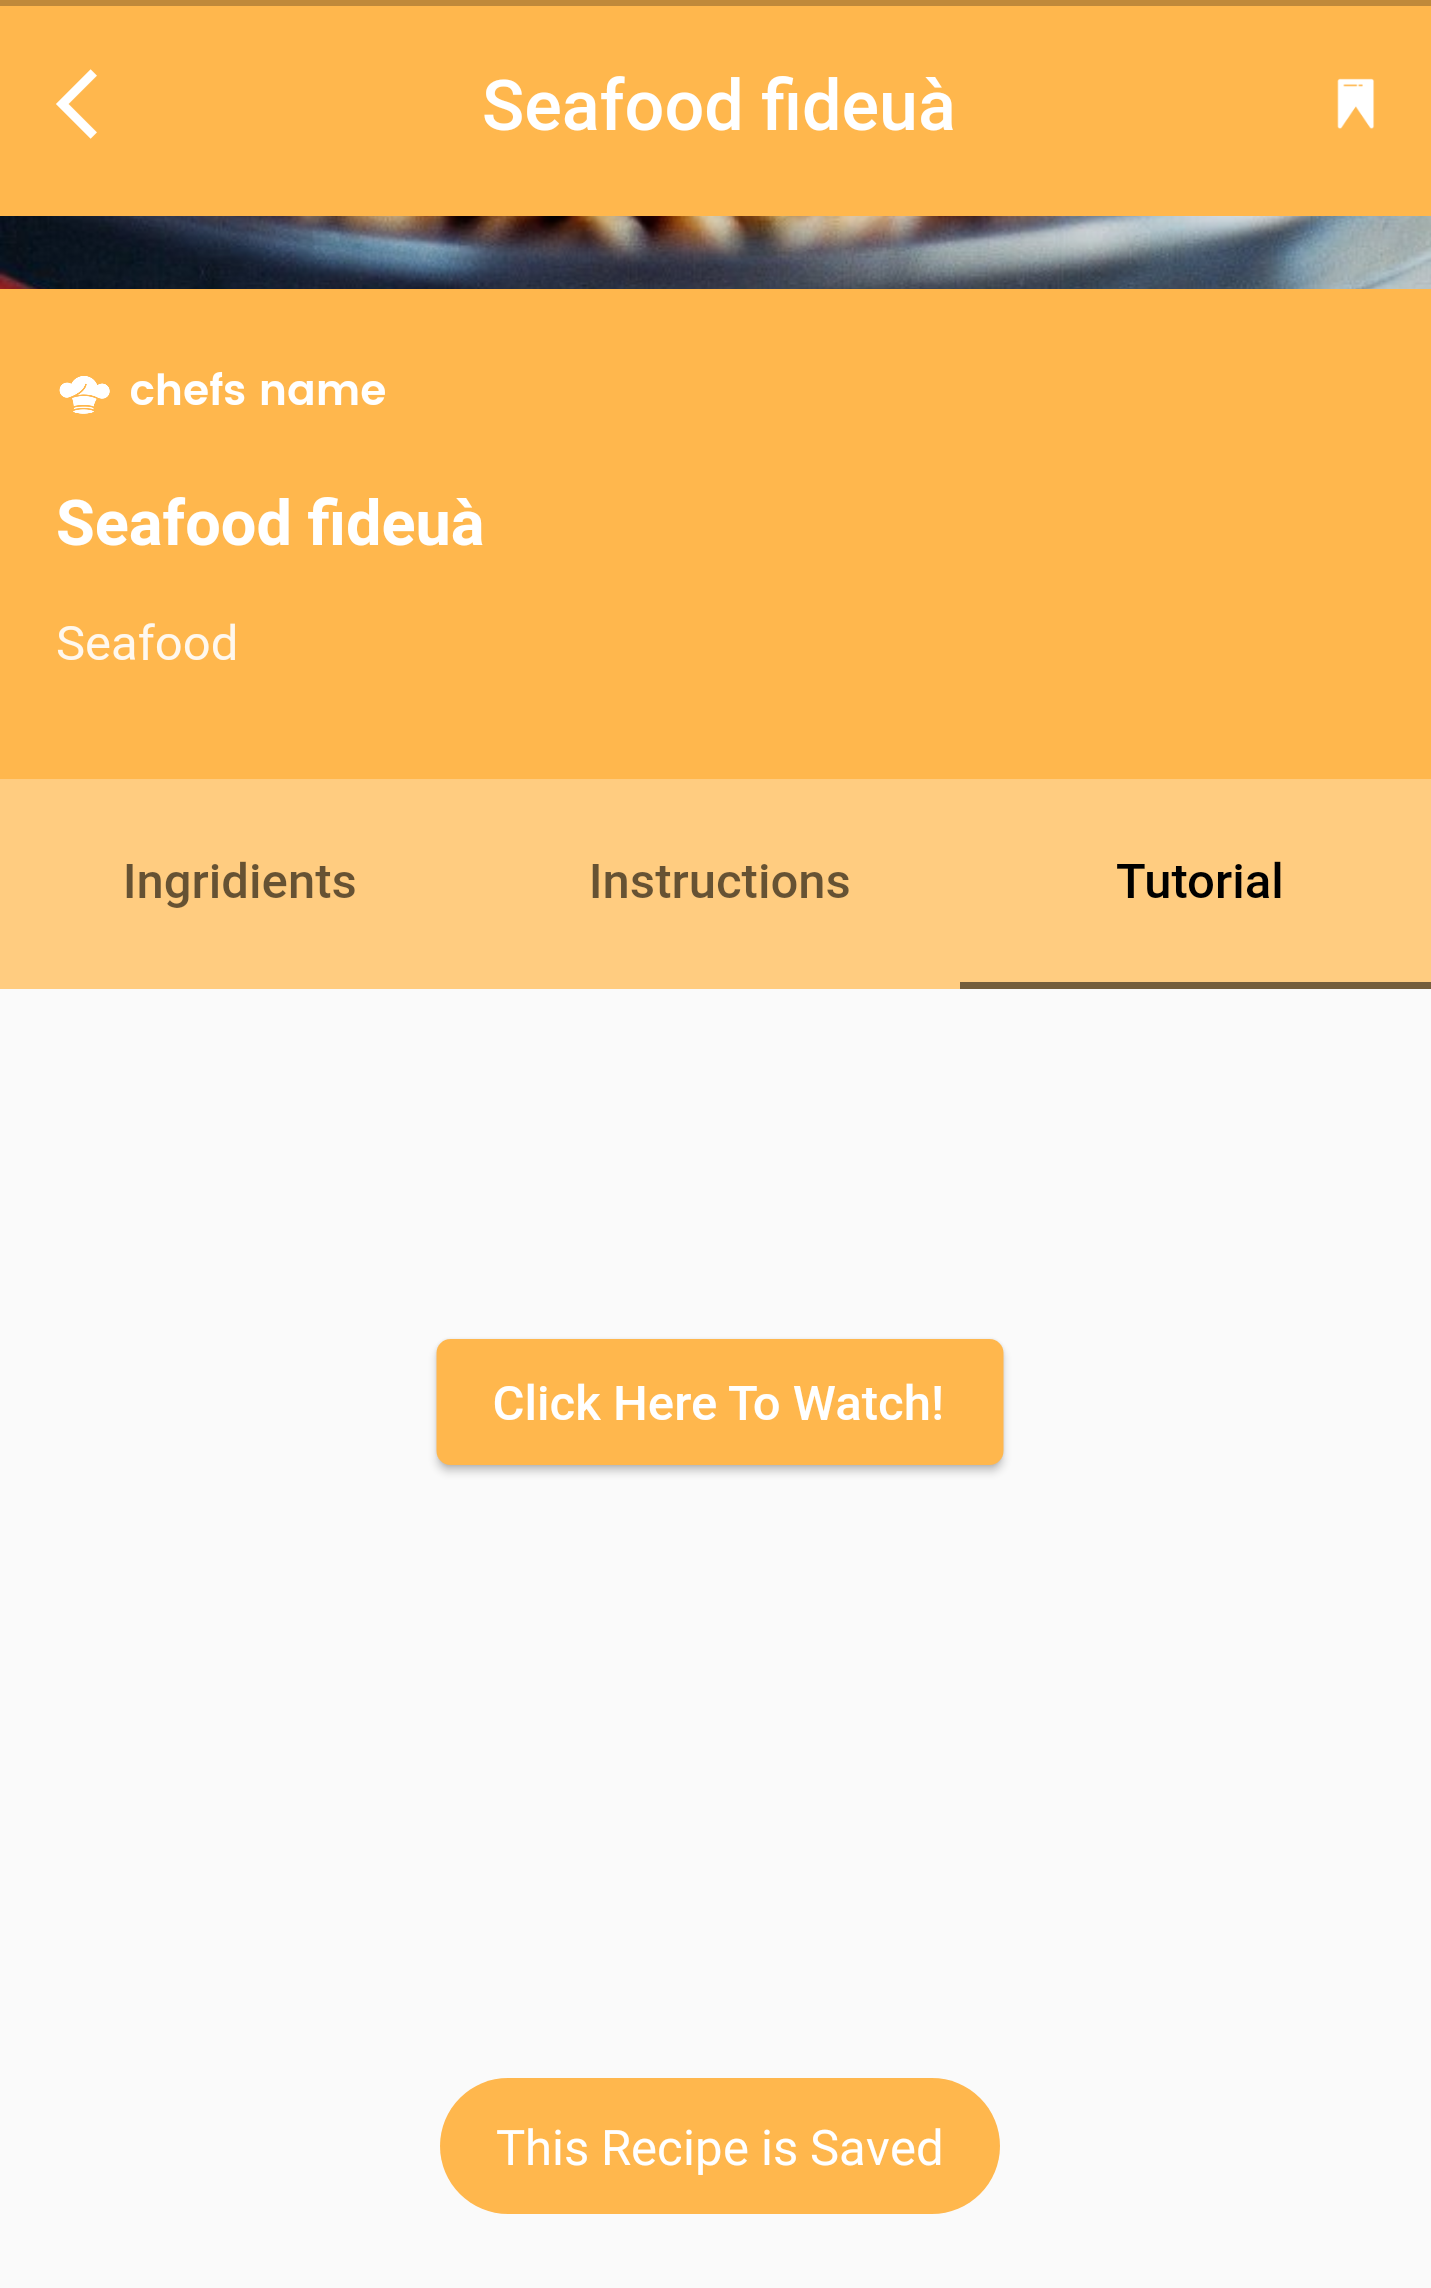 Seafood fideuà
chefs name
Seafood fideuà
Seafood
Ingridients
Instructions
Tutorial
Click Here To Watch!
This Recipe is Saved